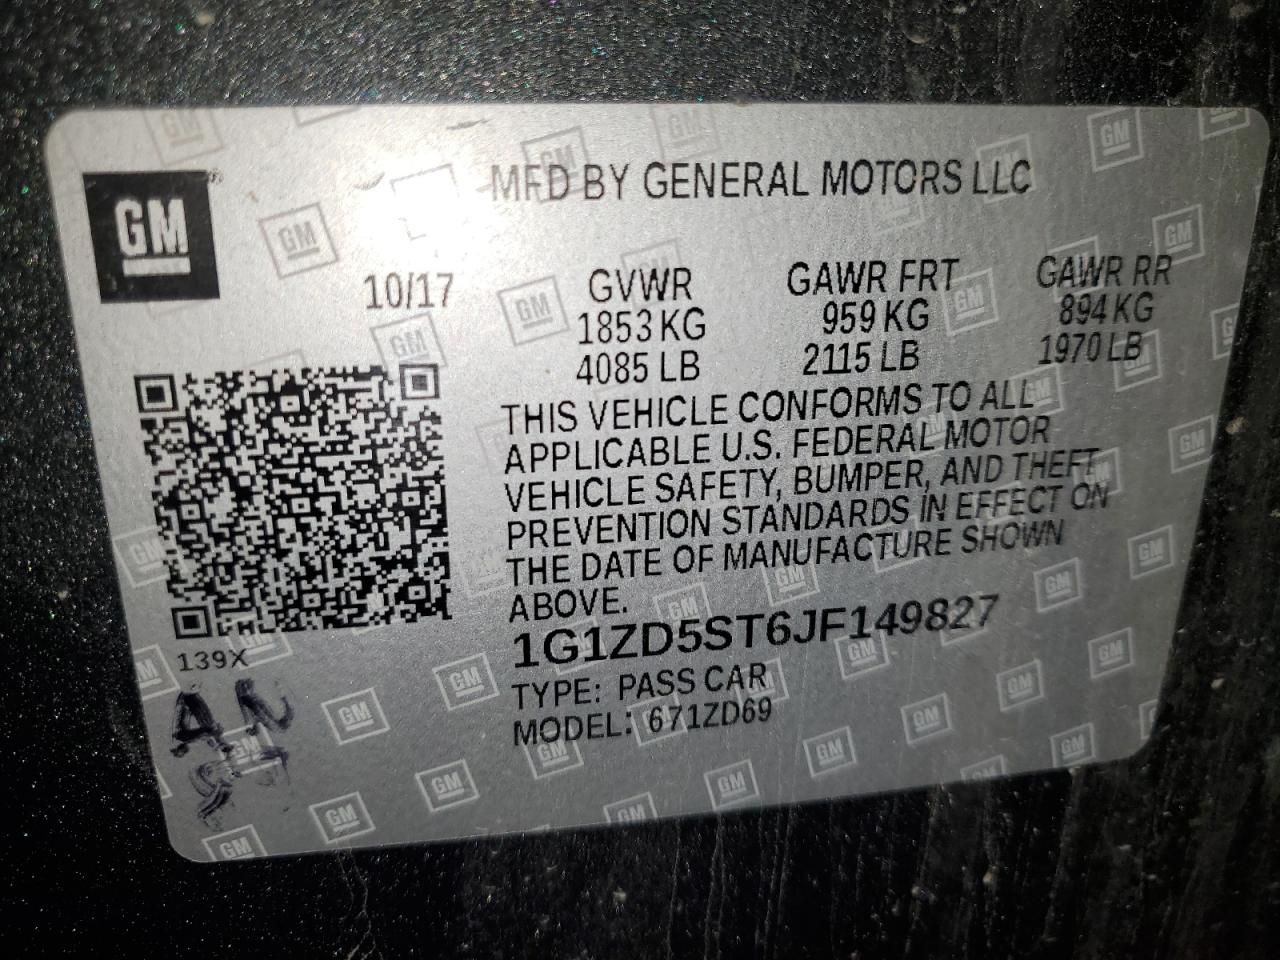 GM
MFD BY GENERAL MOTORS LLC
10/17
GVWR GAWR FRT GAWR RR
1853 KG 959 KG 894 KG
4085 LB 2115 LB 1970 LB
THIS VEHICLE CONFORMS TO ALL
APPLICABLE U.S. FEDERAL MOTOR
VEHICLE SAFETY, BUMPER, AND THEFT
PREVENTION STANDARDS IN EFFECT ON
THE DATE OF MANUFACTURE SHOWN
ABOVE.
1G1ZD5ST6JF149827
TYPE: PASS CAR
MODEL: 671ZD69
139X